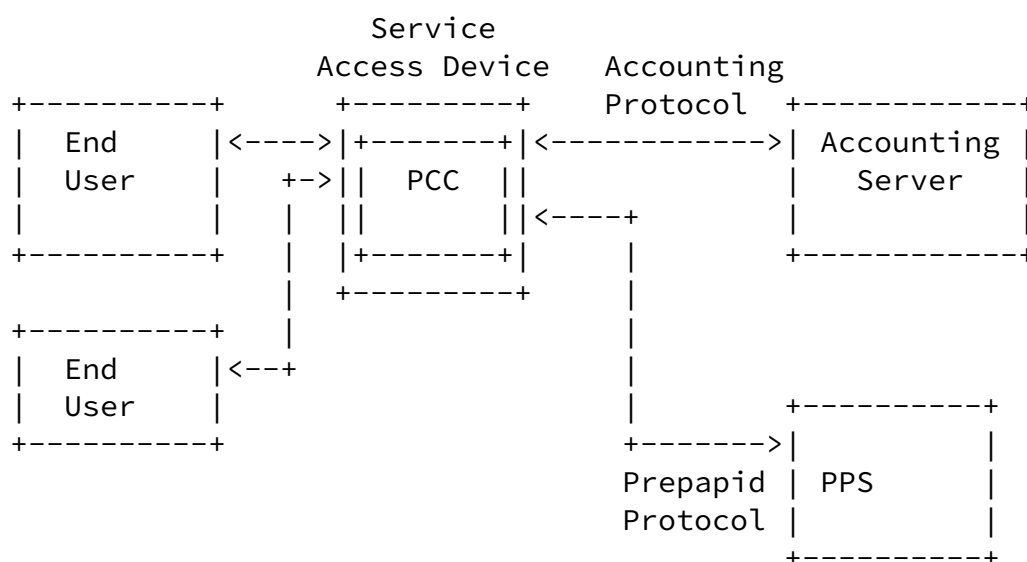 Service
Access Device Accounting
Protocol
End Accounting
User PCC Server
End
User
Prepapid PPS
Protocol